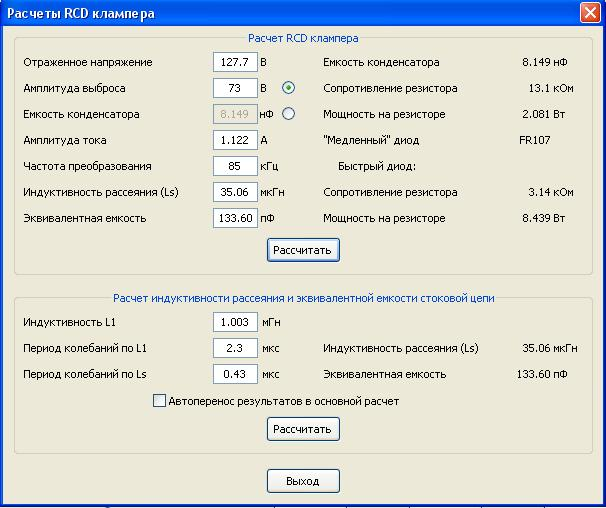 Расчеты RCD клампера
Расчет RCD клампера
Отраженное напряжение 127.7 В Емкость конденсатора 8.149 нФ
Амплитуда выброса 73 В Сопротивление резистора 13.1 кОм
Емкость конденсатора 8.149 нФ Мощность на резисторе 2.081 Вт
Амплитуда тока 1.122 А "Медленный" диод FR107
Частота преобразования 85 кГц Быстрый диод:
Индуктивность рассеяния (Ls) 35.06 мкГн Сопротивление резистора 3.14 кОм
Эквивалентная емкость 133.60 пФ Мощность на резисторе 8.439 Вт
Рассчитать
Расчет индуктивности рассеяния и эквивалентной емкости стоковой цепи
Индуктивность L1 1.003 мГн
Период колебаний по L1 2.3 мкс Индуктивность рассеяния (Ls) 35.06 мкГн
Период колебаний по Ls 0.43 мкс Эквивалентная емкость 133.60 пФ
Автоперенос результатов в основной расчет
Рассчитать
Выход